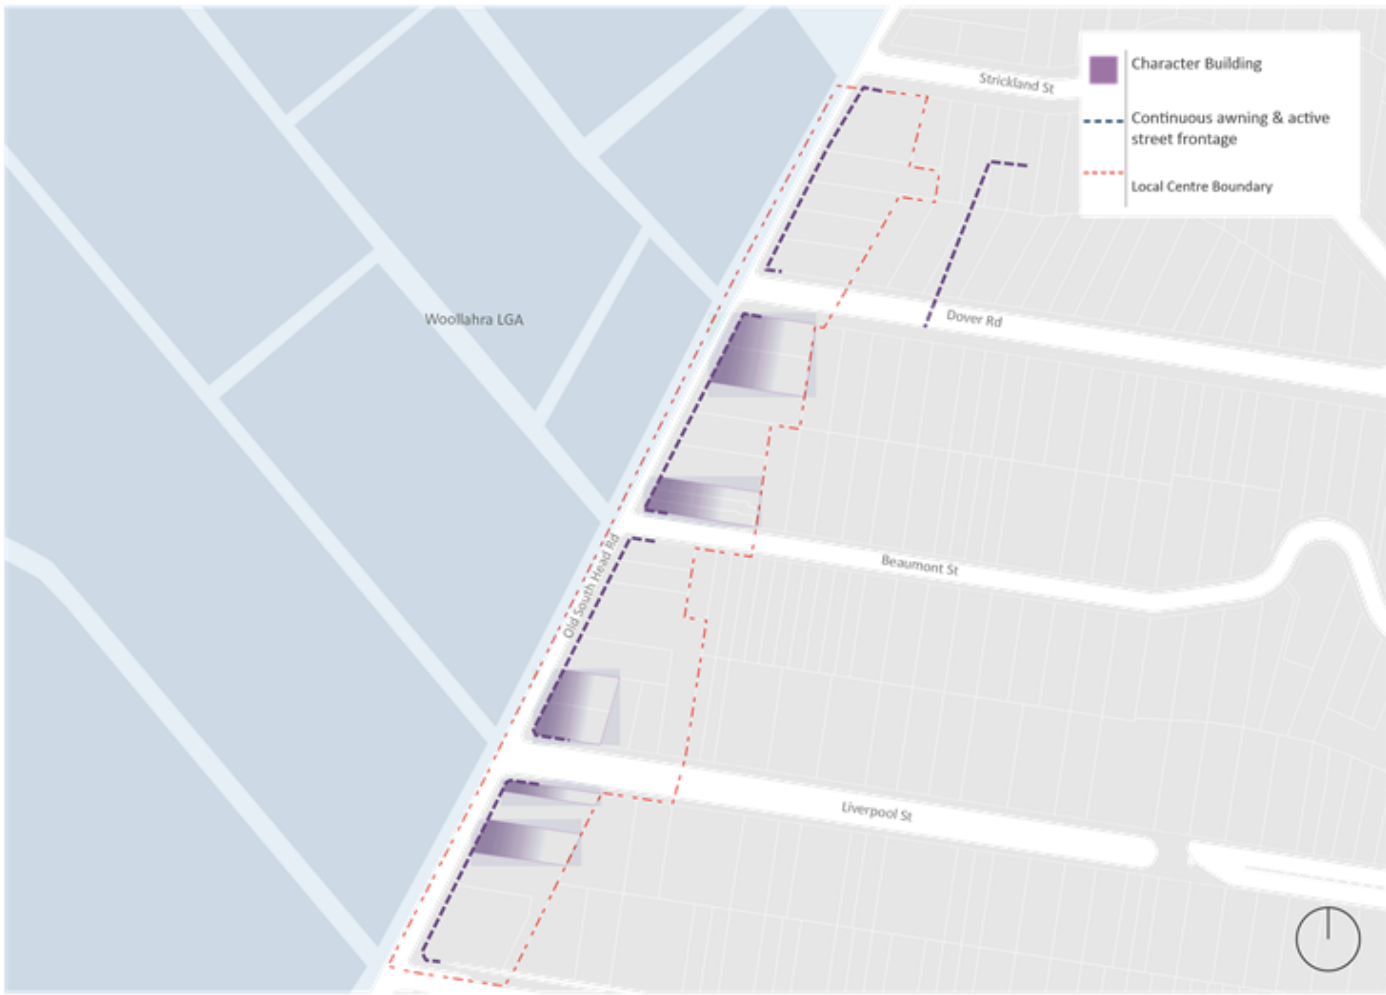 Strickland St
Character Building
Continuous awning & active
street frontage
Local Centre Boundary
Woollahra LGA
Dover Rd
Old South Head Rd
Beaumont St
Liverpool St